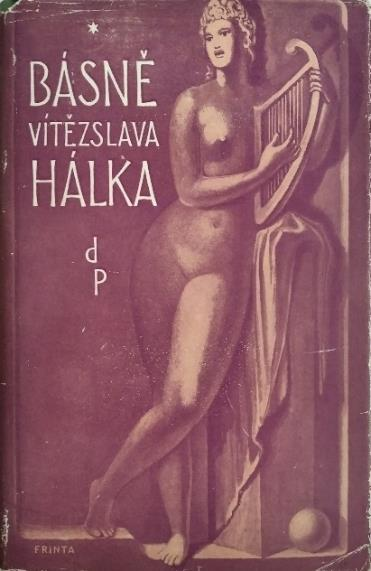 *
BÁSNĚ
VÍTĚZSLAVA
HÁLKA
d
P
FRINTA